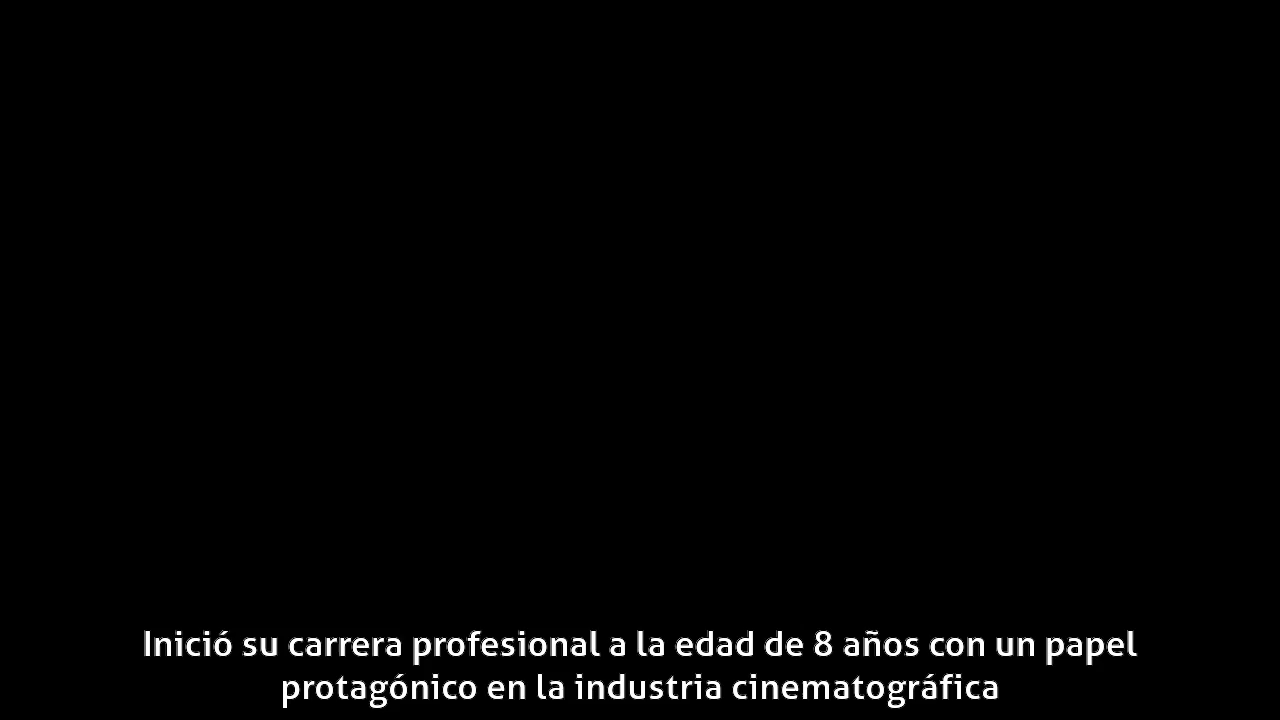 Inició su carrera profesional a la edad de 8 años con un papel
protagónico en la industria cinematográfica